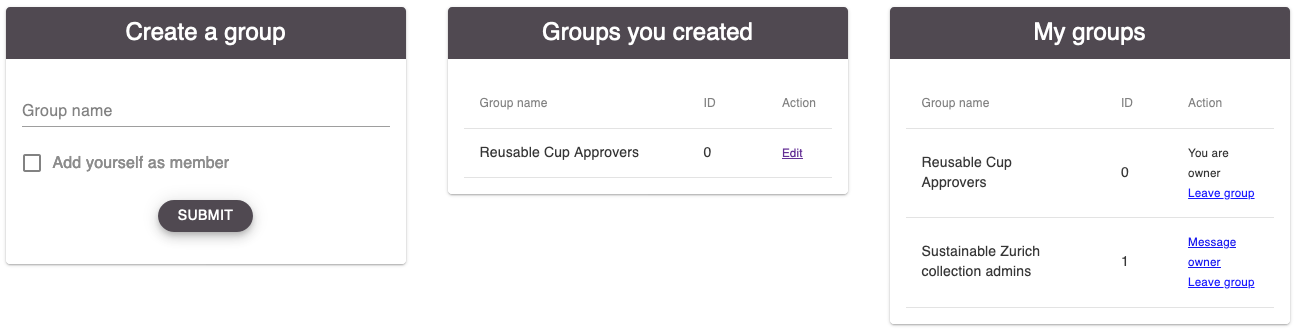 Create a group
Group name
Add yourself as member
SUBMIT
Groups you created
Group name ID Action
Reusable Cup Approvers 0 Edit
My groups
Group name ID Action
Reusable Cup
Approvers
0
You are
owner
Leave group
Sustainable Zurich
collection admins
1
Message
owner
Leave group